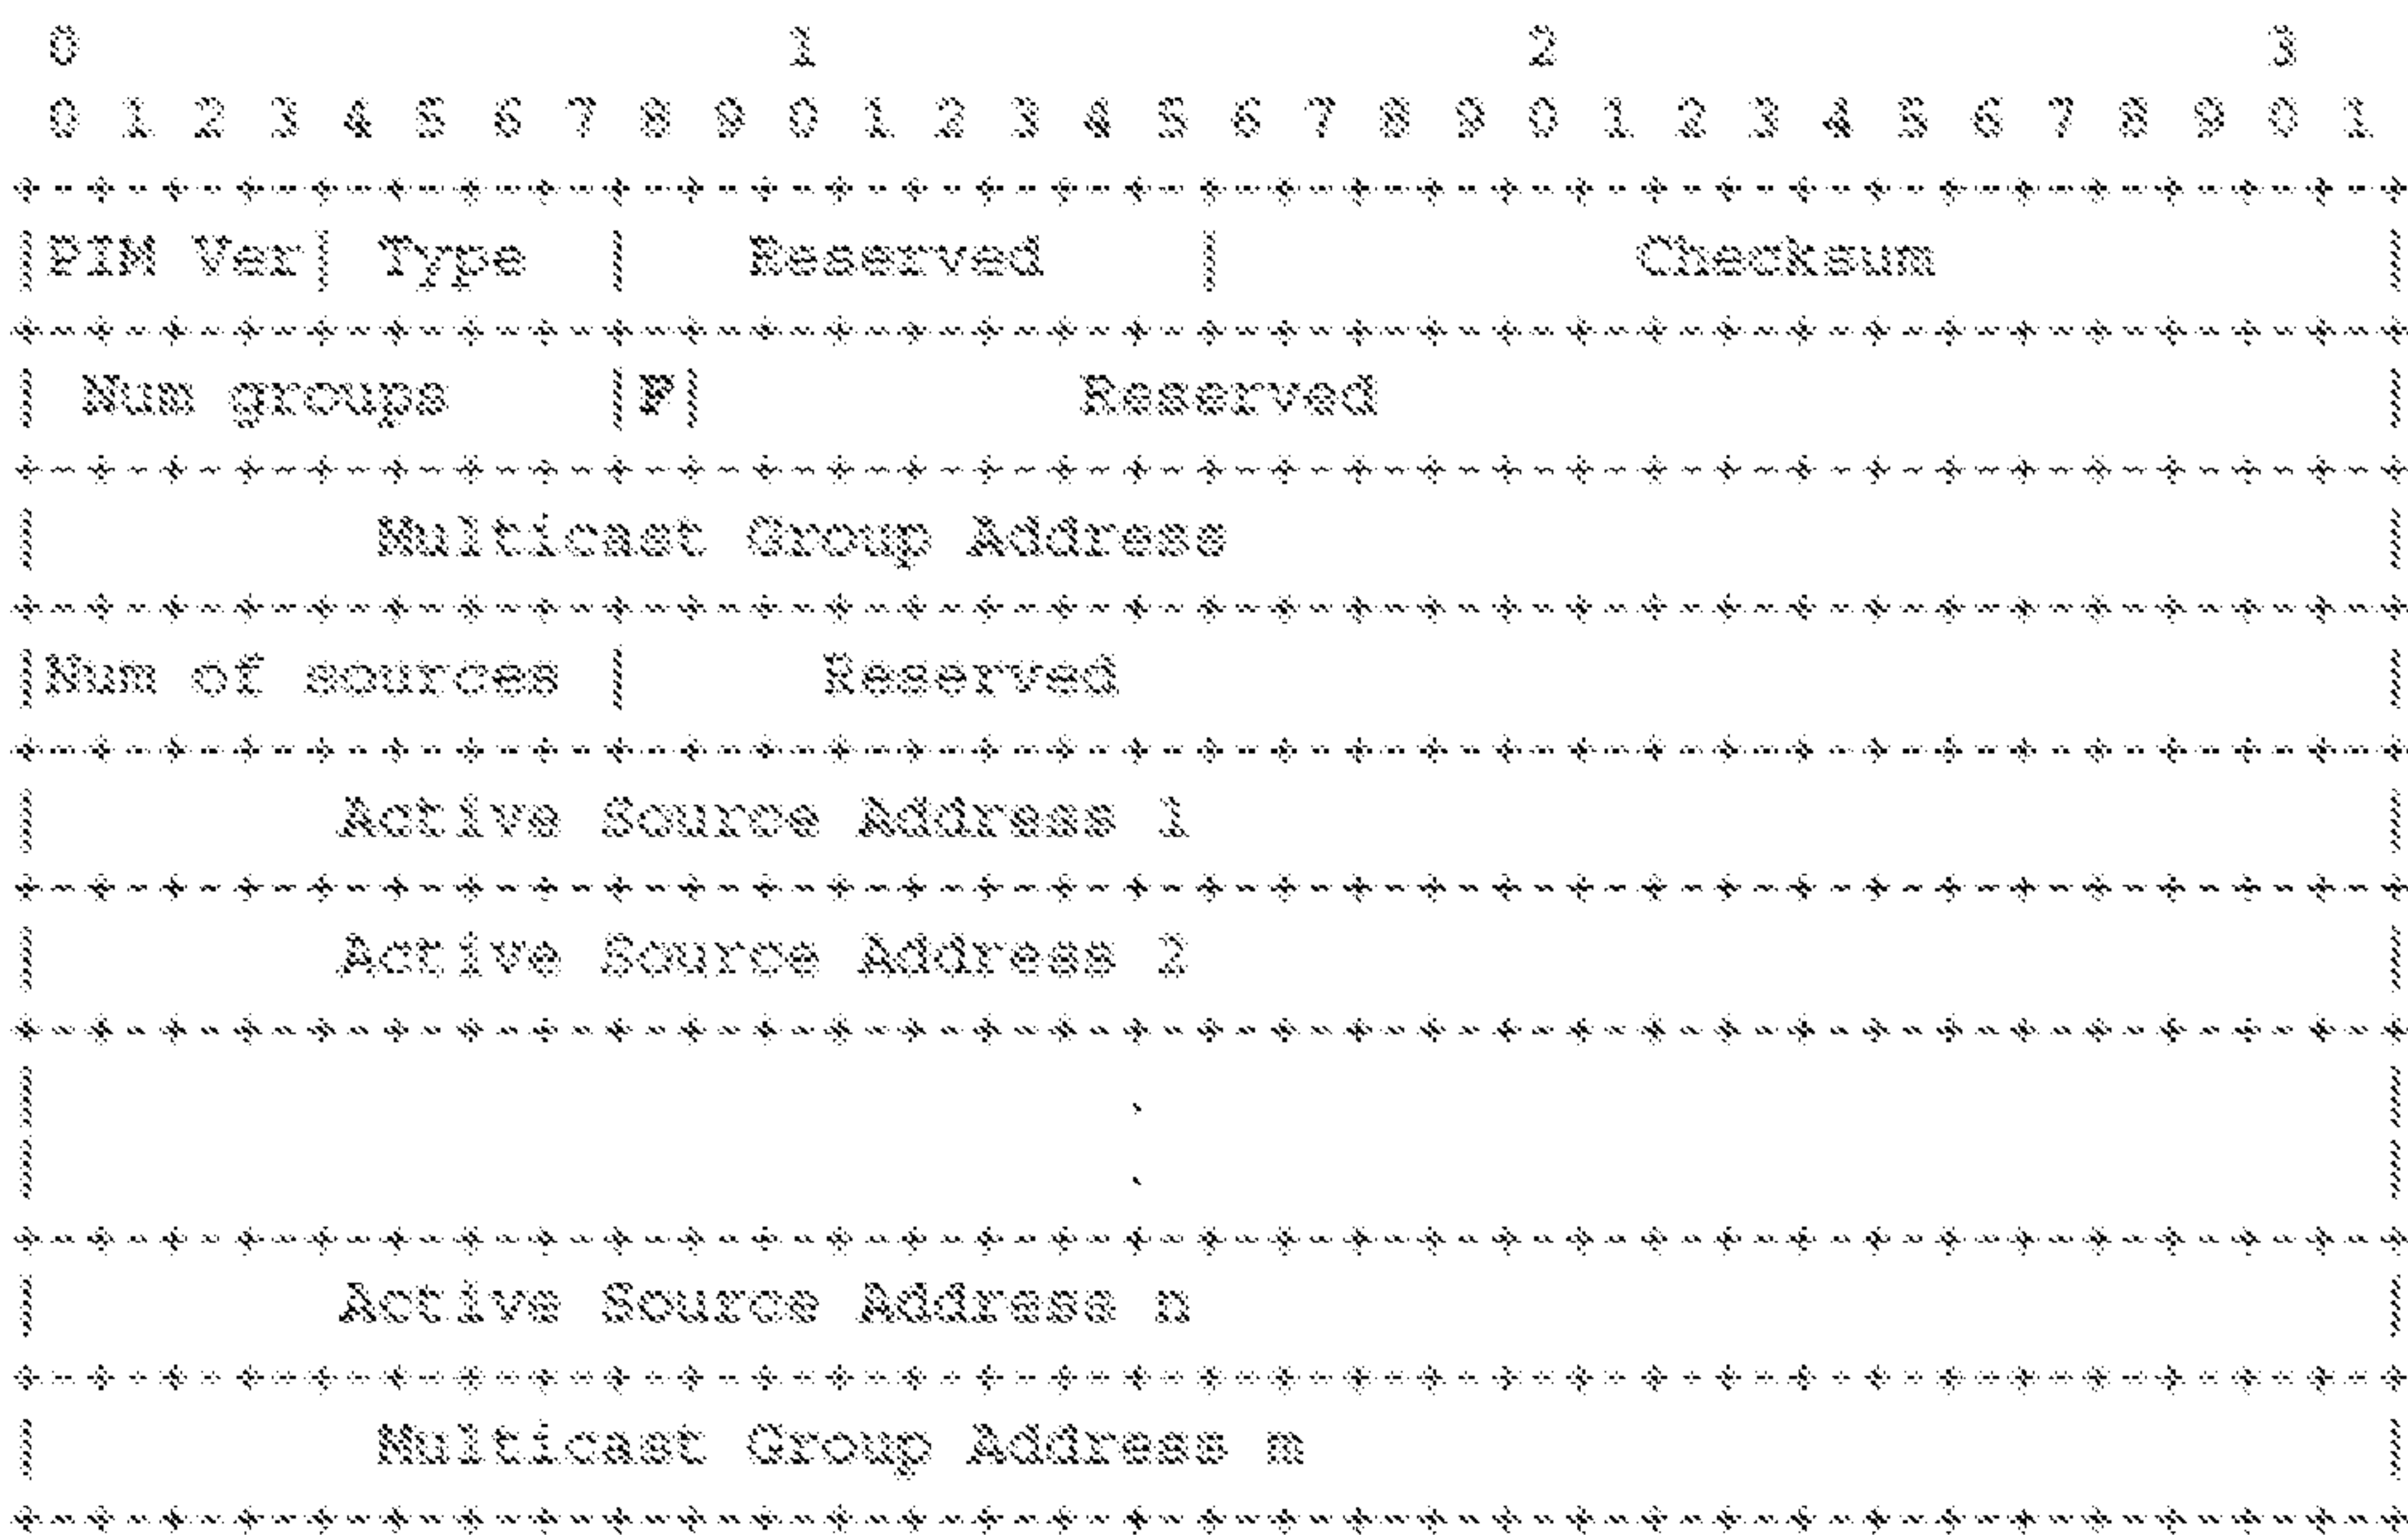 0 1 2 3
0 1 2 3 4 5 6 7 8 9 0 1 2 3 4 5 6 7 8 9 0 1 2 3 4 5 6 7 8 9 0 1
+-+-+-+-+-+-+-+-+-+-+-+-+-+-+-+-+-+-+-+-+-+-+-+-+-+-+-+-+-+-+-+-+
|PIM Ver| Type | Reserved | Checksum |
+-+-+-+-+-+-+-+-+-+-+-+-+-+-+-+-+-+-+-+-+-+-+-+-+-+-+-+-+-+-+-+-+
| Num groups |F| Reserved |
+-+-+-+-+-+-+-+-+-+-+-+-+-+-+-+-+-+-+-+-+-+-+-+-+-+-+-+-+-+-+-+-+
| Multicast Group Address |
+-+-+-+-+-+-+-+-+-+-+-+-+-+-+-+-+-+-+-+-+-+-+-+-+-+-+-+-+-+-+-+-+
|Num of sources | Reserved |
+-+-+-+-+-+-+-+-+-+-+-+-+-+-+-+-+-+-+-+-+-+-+-+-+-+-+-+-+-+-+-+-+
| Active Source Address 1 |
+-+-+-+-+-+-+-+-+-+-+-+-+-+-+-+-+-+-+-+-+-+-+-+-+-+-+-+-+-+-+-+-+
| Active Source Address 2 |
+-+-+-+-+-+-+-+-+-+-+-+-+-+-+-+-+-+-+-+-+-+-+-+-+-+-+-+-+-+-+-+-+
| . |
| . |
+-+-+-+-+-+-+-+-+-+-+-+-+-+-+-+-+-+-+-+-+-+-+-+-+-+-+-+-+-+-+-+-+
| Active Source Address n |
+-+-+-+-+-+-+-+-+-+-+-+-+-+-+-+-+-+-+-+-+-+-+-+-+-+-+-+-+-+-+-+-+
| Multicast Group Address m |
+-+-+-+-+-+-+-+-+-+-+-+-+-+-+-+-+-+-+-+-+-+-+-+-+-+-+-+-+-+-+-+-+